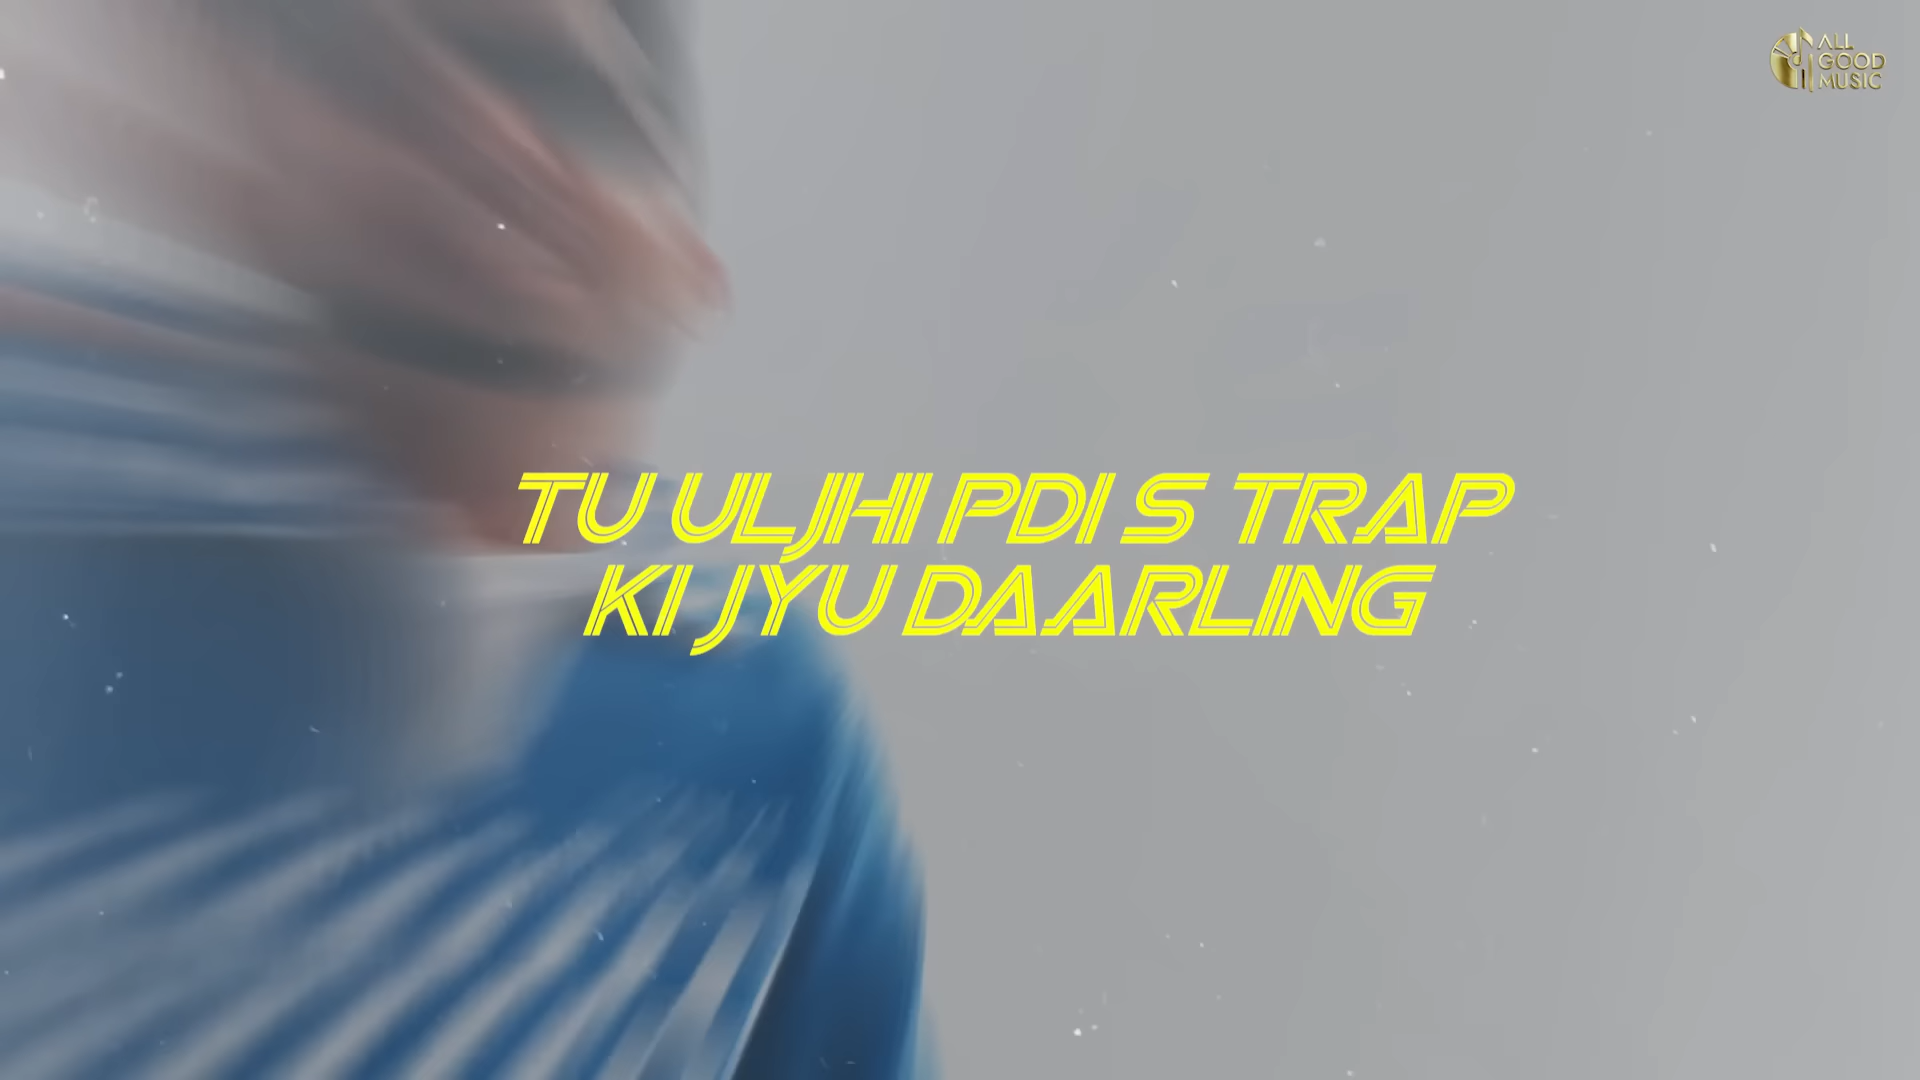 ALL
GOOD
MUSIC
TU ULJHI PDI S TRAP
KI JYU DAARLING